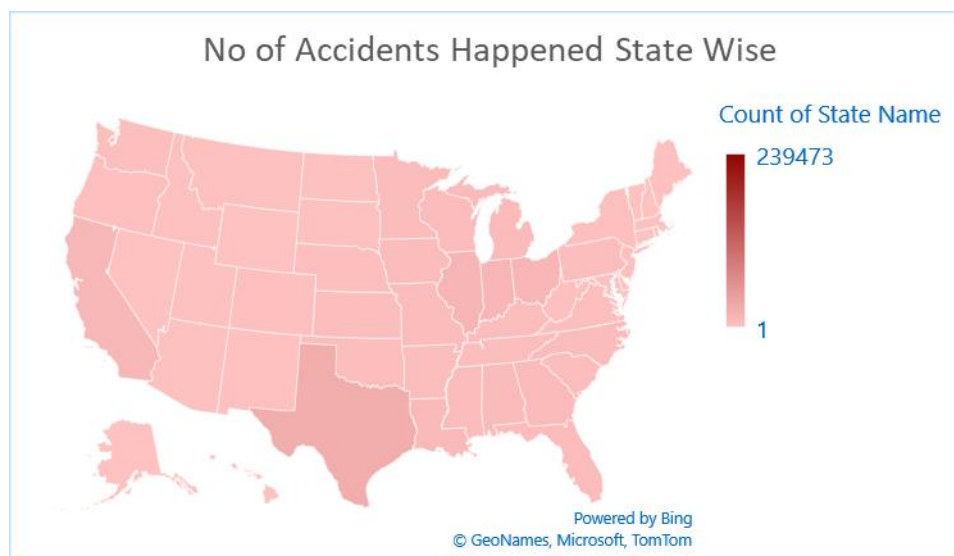 No of Accidents Happened State Wise
Count of State Name
239473
1
Powered by Bing
© GeoNames, Microsoft, TomTom